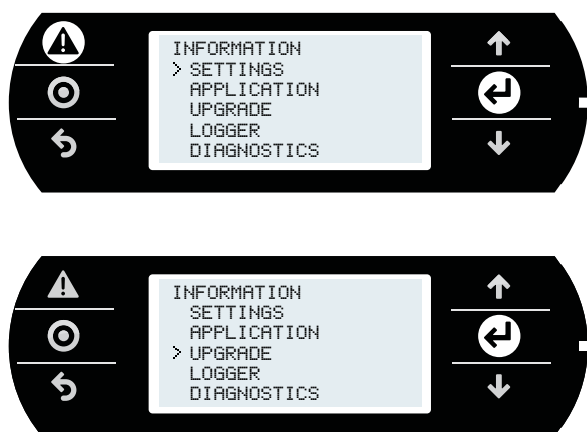 INFORMATION
> SETTINGS
APPLICATION
UPGRADE
LOGGER
DIAGNOSTICS
INFORMATION
SETTINGS
APPLICATION
> UPGRADE
LOGGER
DIAGNOSTICS